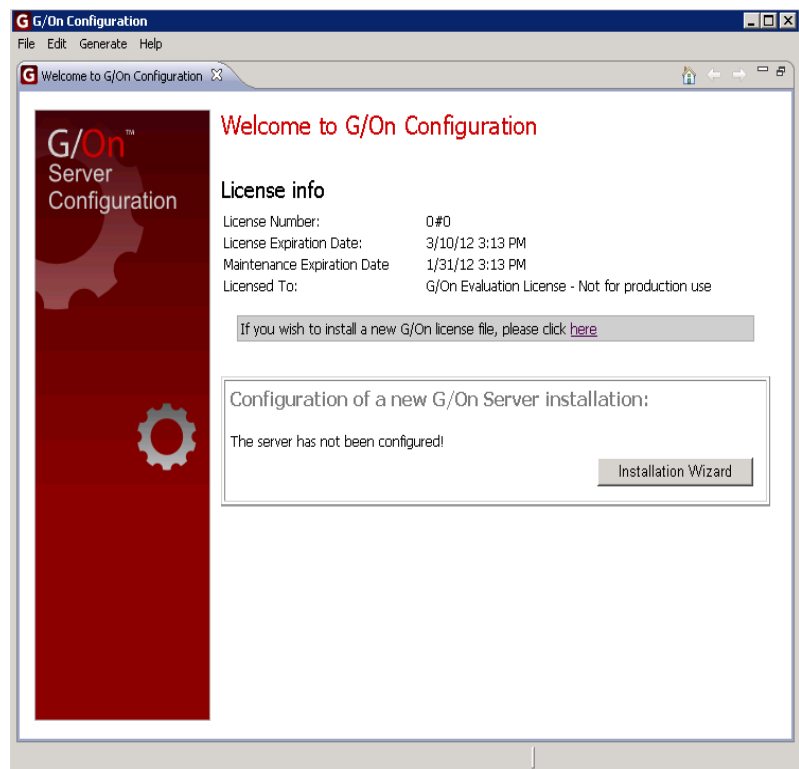 G/On Configuration
File Edit Generate Help
Welcome to G/On Configuration
G/On™
Server
Configuration
Welcome to G/On Configuration
License info
License Number: 0#0
License Expiration Date: 3/10/12 3:13 PM
Maintenance Expiration Date 1/31/12 3:13 PM
Licensed To: G/On Evaluation License - Not for production use
If you wish to install a new G/On license file, please click here
Configuration of a new G/On Server installation:
The server has not been configured!
Installation Wizard